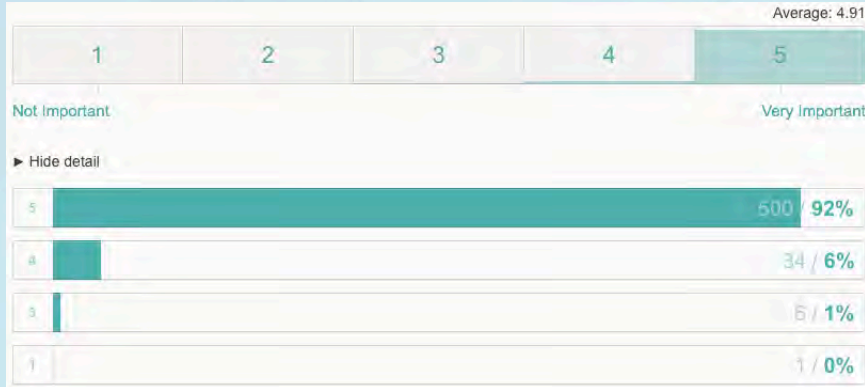 Average: 4.91
1 2 3 4 5
Not Important Very Important
► Hide detail
5 500 / 92%
4 34 / 6%
3 6 / 1%
1 1 / 0%